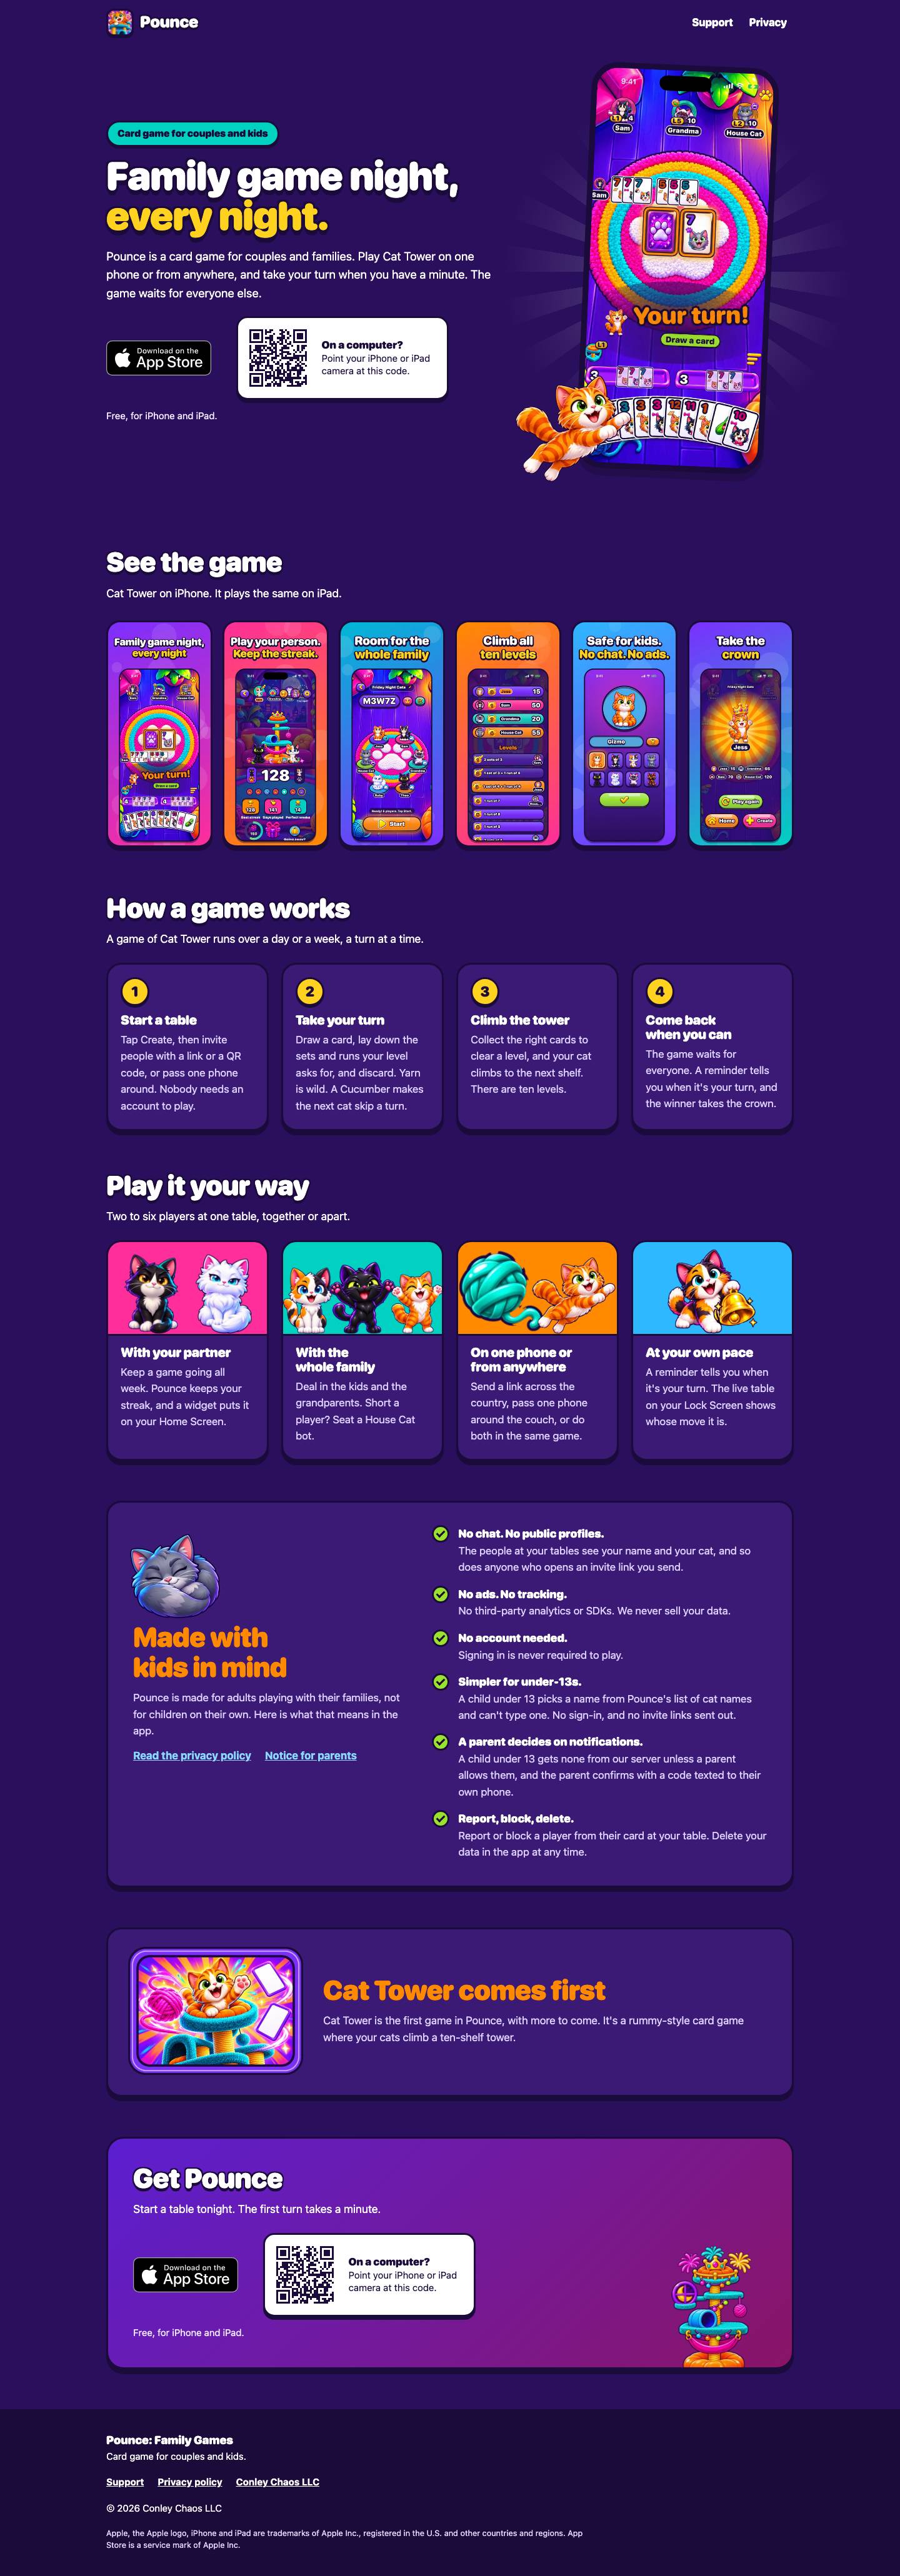 Pounce
Support Privacy
Card game for couples and kids
Family game night,
every night.
Pounce is a card game for couples and families. Play Cat Tower on one
phone or from anywhere, and take your turn when you have a minute. The
game waits for everyone else.
Download on the
App Store
On a computer?
Point your iPhone or iPad
camera at this code.
Free, for iPhone and iPad.
9:41
Sam
Grandma
House Cat
Sam
Your turn!
Draw a card
See the game
Cat Tower on iPhone. It plays the same on iPad.
Family game night,
every night
Your turn!
Play your person.
Keep the streak.
128
Room for the
whole family
Friday Night Cats
M3W7Z
Start
Climb all
ten levels
Jess 15
Sam 50
Grandma 20
House Cat 55
Levels
Safe for kids.
No chat. No ads.
Gizmo
Take the
crown
Jess
Play again
Home
Create
How a game works
A game of Cat Tower runs over a day or a week, a turn at a time.
1
Start a table
Tap Create, then invite
people with a link or a QR
code, or pass one phone
around. Nobody needs an
account to play.
2
Take your turn
Draw a card, lay down the
sets and runs your level
asks for, and discard. Yarn
is wild. A Cucumber makes
the next cat skip a turn.
3
Climb the tower
Collect the right cards to
clear a level, and your cat
climbs to the next shelf.
There are ten levels.
4
Come back
when you can
The game waits for
everyone. A reminder tells
you when it's your turn, and
the winner takes the crown.
Play it your way
Two to six players at one table, together or apart.
With your partner
Keep a game going all
week. Pounce keeps your
streak, and a widget puts it
on your Home Screen.
With the
whole family
Deal in the kids and the
grandparents. Short a
player? Seat a House Cat
bot.
On one phone or
from anywhere
Send a link across the
country, pass one phone
around the couch, or do
both in the same game.
At your own pace
A reminder tells you when
it's your turn. The live table
on your Lock Screen shows
whose move it is.
Made with
kids in mind
Pounce is made for adults playing with their families, not
for children on their own. Here is what that means in the
app.
Read the privacy policy Notice for parents
No chat. No public profiles.
The people at your tables see your name and your cat, and so
does anyone who opens an invite link you send.
No ads. No tracking.
No third-party analytics or SDKs. We never sell your data.
No account needed.
Signing in is never required to play.
Simpler for under-13s.
A child under 13 picks a name from Pounce's list of cat names
and can't type one. No sign-in, and no invite links sent out.
A parent decides on notifications.
A child under 13 gets none from our server unless a parent
allows them, and the parent confirms with a code texted to their
own phone.
Report, block, delete.
Report or block a player from their card at your table. Delete your
data in the app at any time.
Cat Tower comes first
Cat Tower is the first game in Pounce, with more to come. It's a rummy-style card game
where your cats climb a ten-shelf tower.
Get Pounce
Start a table tonight. The first turn takes a minute.
Download on the
App Store
On a computer?
Point your iPhone or iPad
camera at this code.
Free, for iPhone and iPad.
Pounce: Family Games
Card game for couples and kids.
Support Privacy policy Conley Chaos LLC
© 2026 Conley Chaos LLC
Apple, the Apple logo, iPhone and iPad are trademarks of Apple Inc., registered in the U.S. and other countries and regions. App
Store is a service mark of Apple Inc.